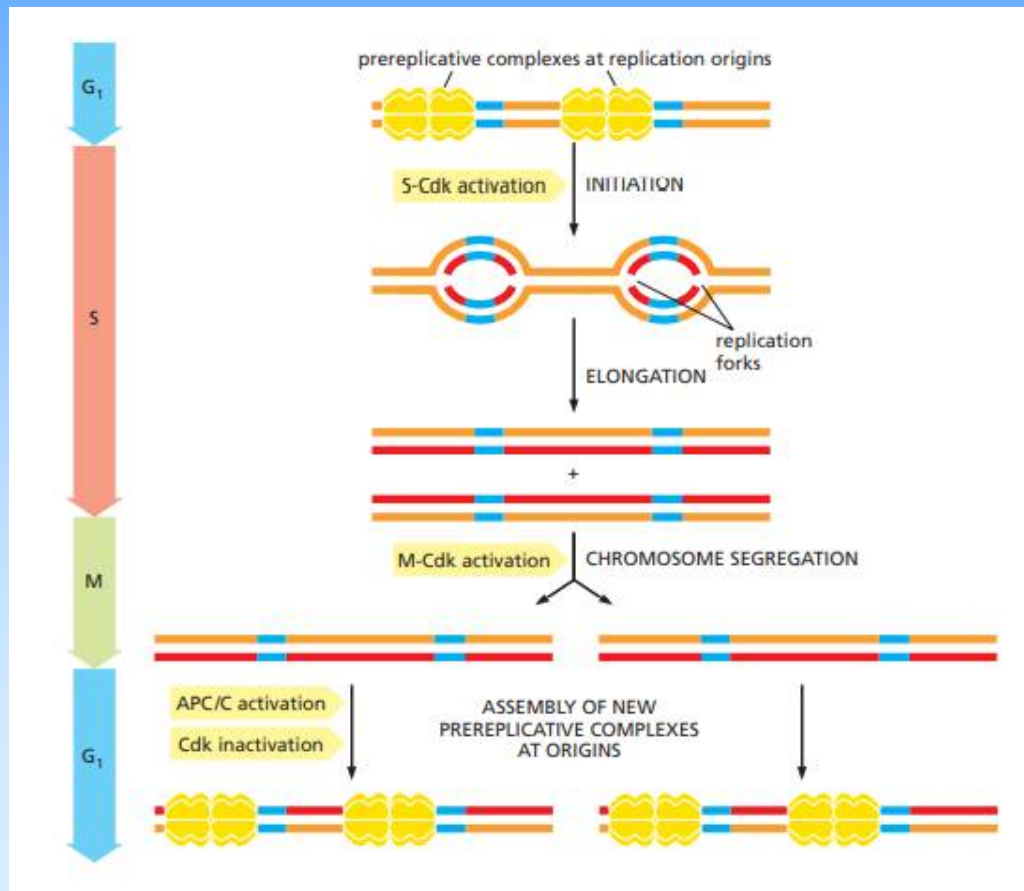 prereplicative complexes at replication origins
G₁
S-Cdk activation
INITIATION
S
replication
forks
ELONGATION
+
M-Cdk activation
CHROMOSOME SEGREGATION
M
APC/C activation
Cdk inactivation
ASSEMBLY OF NEW
PREREPLICATIVE COMPLEXES
AT ORIGINS
G₁